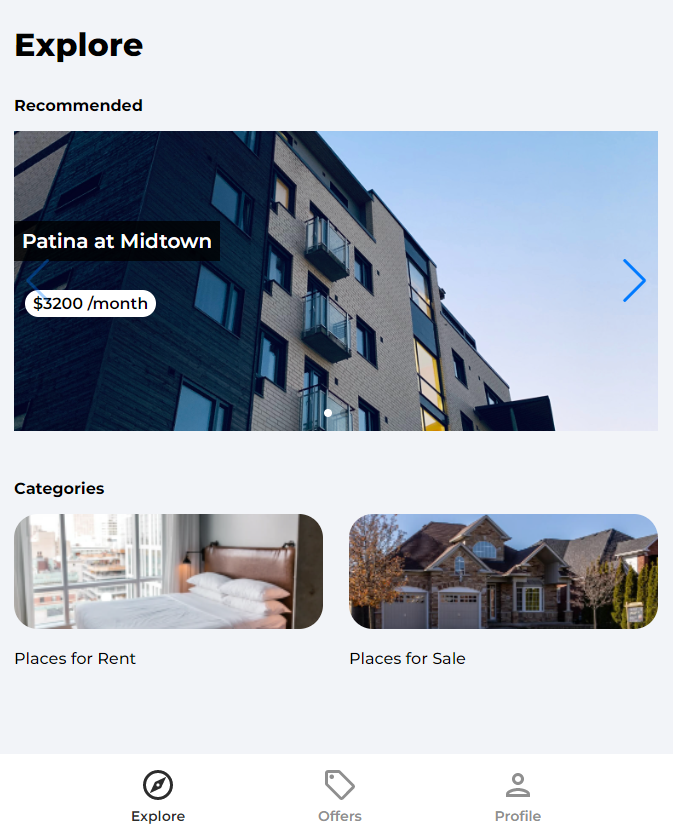 Explore
Recommended
Patina at Midtown
$3200 /month
Categories
Places for Rent
Places for Sale
Explore
Offers
Profile